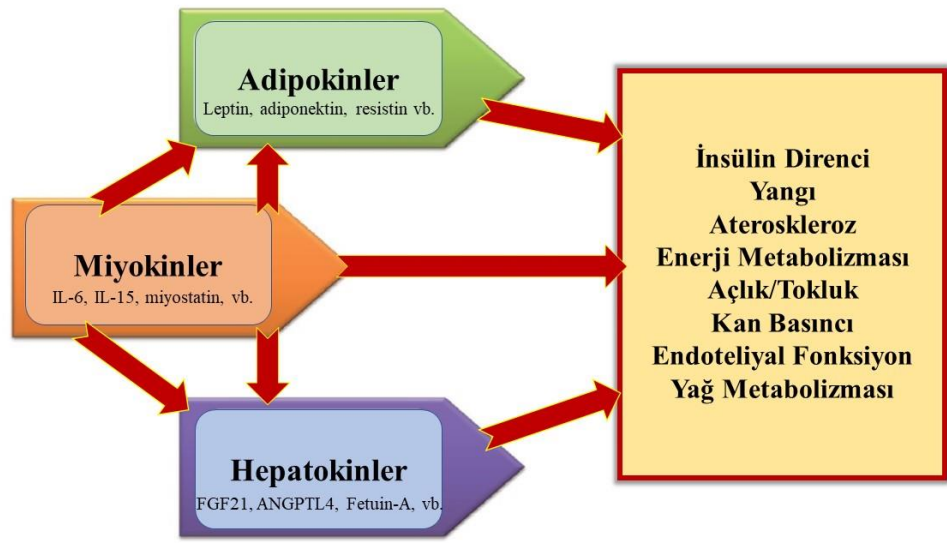 Adipokinler
Leptin, adiponektin, resistin vb.
Miyokinler
IL-6, IL-15, miyostatin, vb.
Hepatokinler
FGF21, ANGPTL4, Fetuin-A, vb.
İnsülin Direnci
Yangı
Ateroskleroz
Enerji Metabolizması
Açlık/Tokluk
Kan Basıncı
Endoteliyal Fonksiyon
Yağ Metabolizması